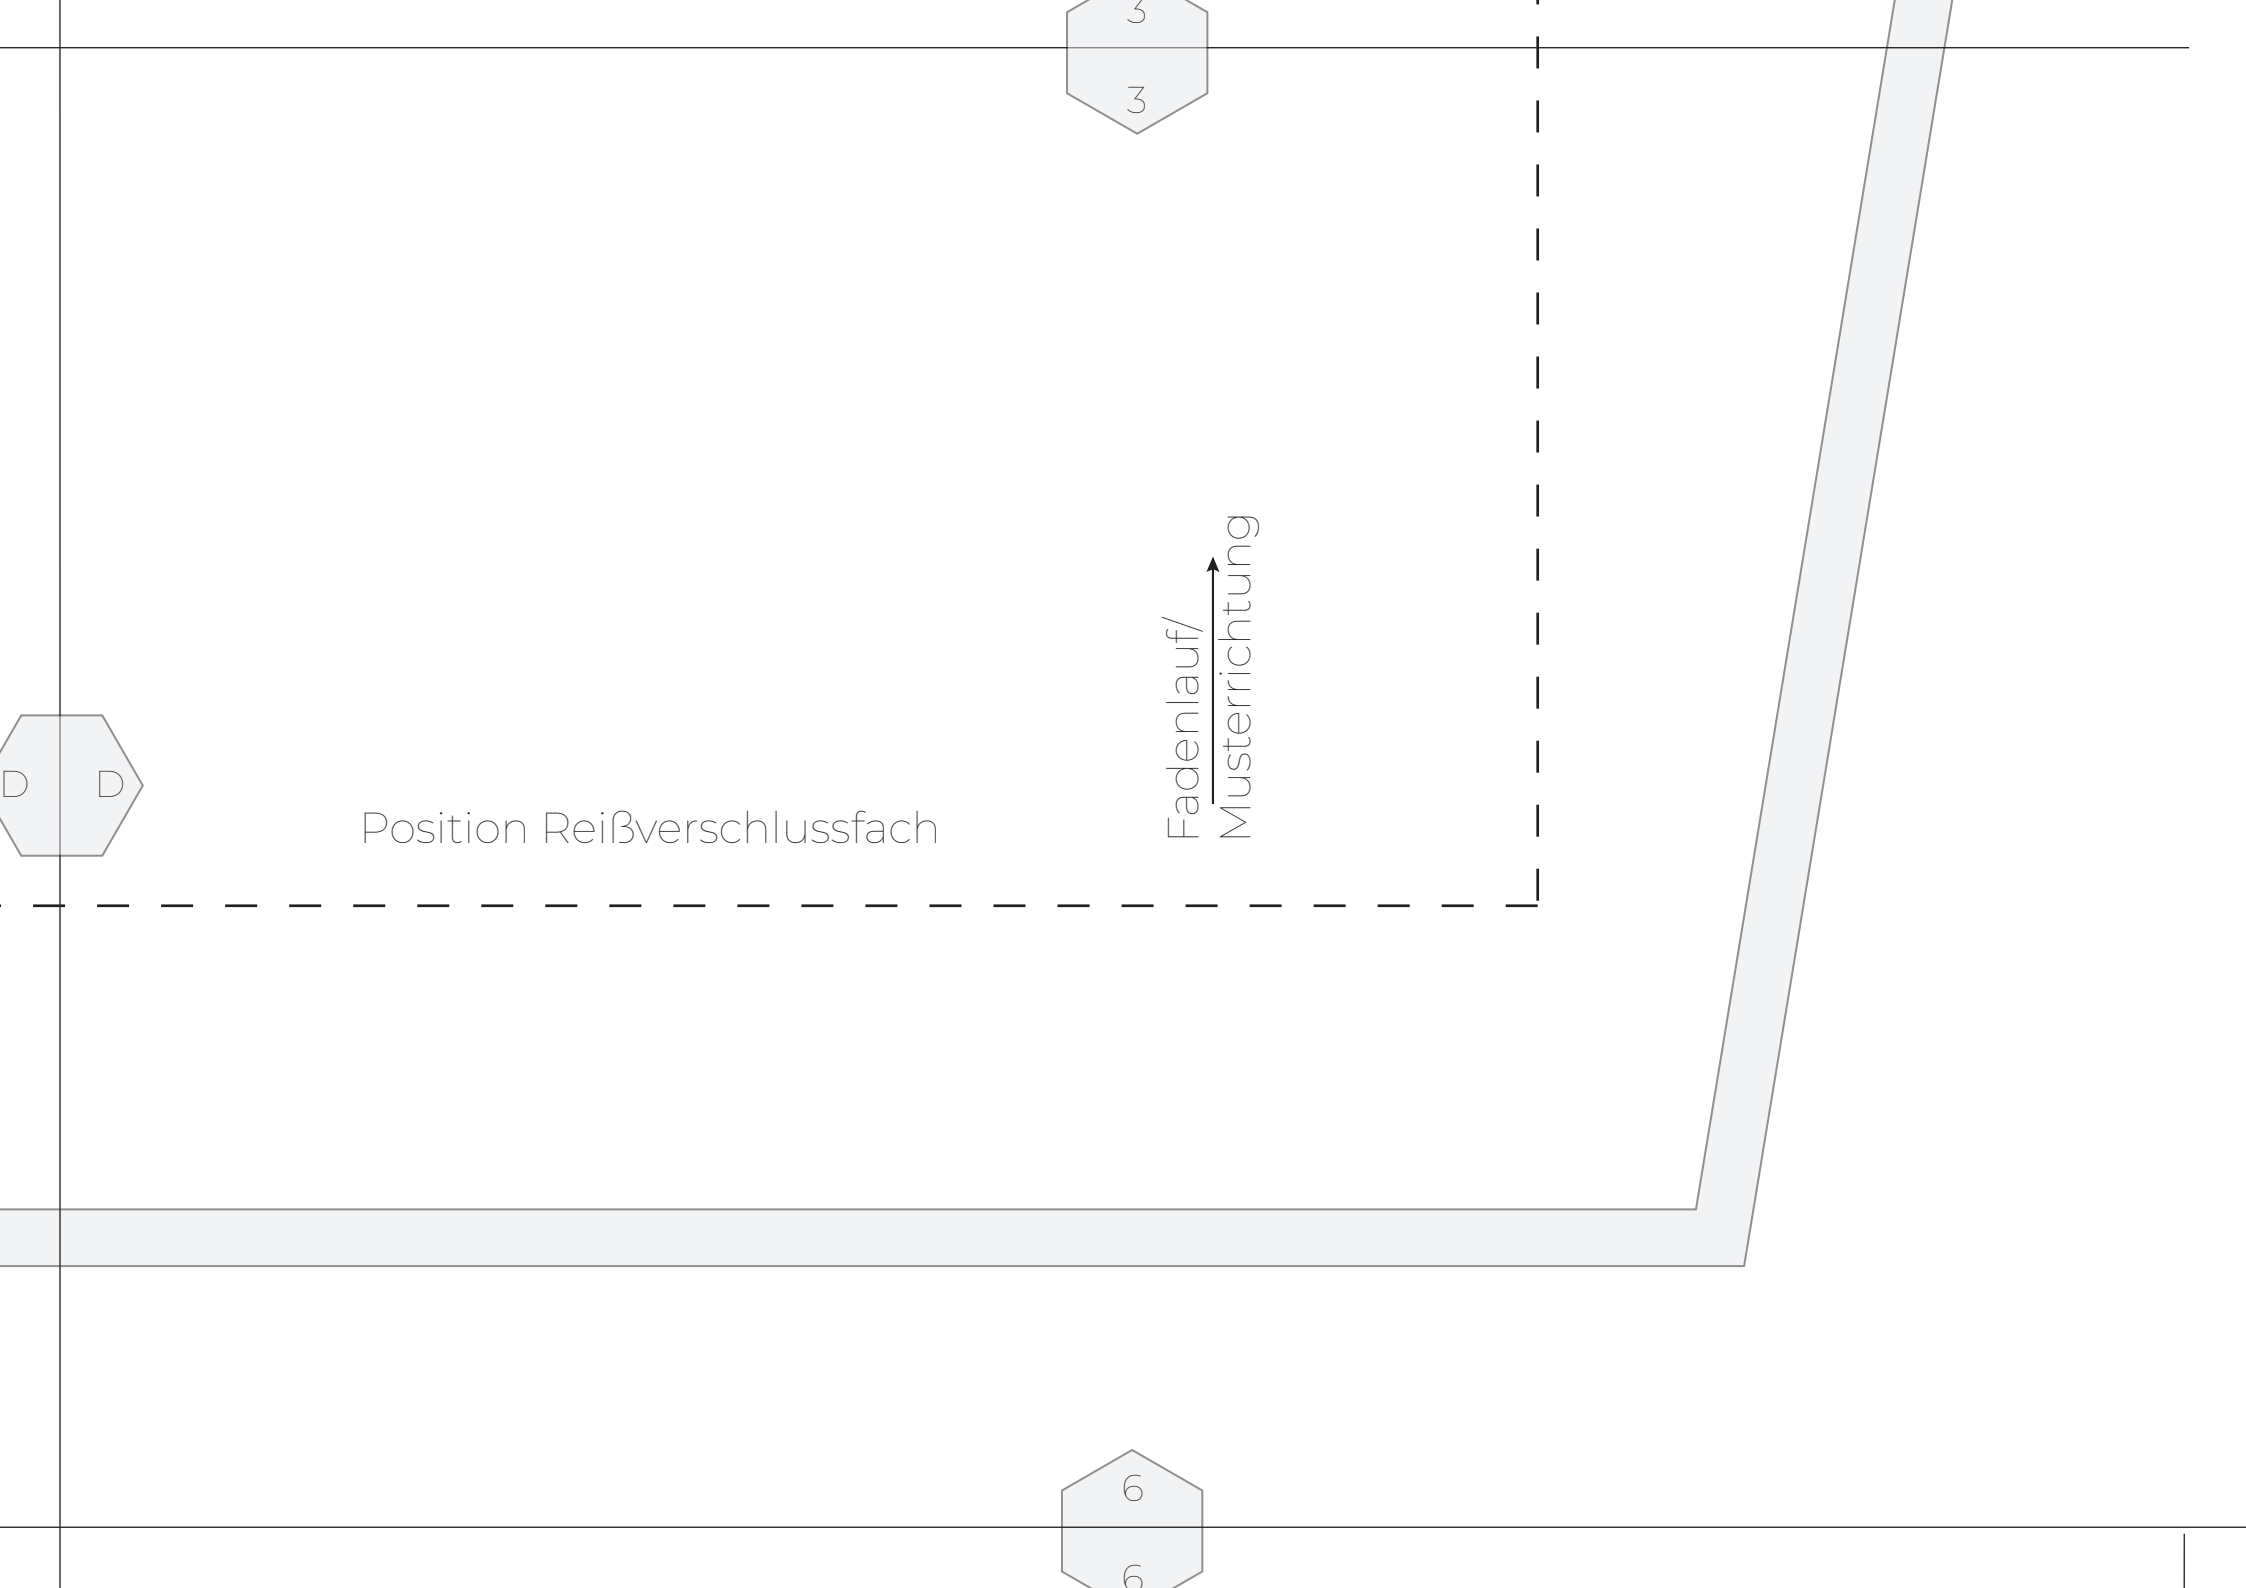 3
3
Fadenlauf/
Musterrichtung
D D
Position Reißverschlussfach
6
6